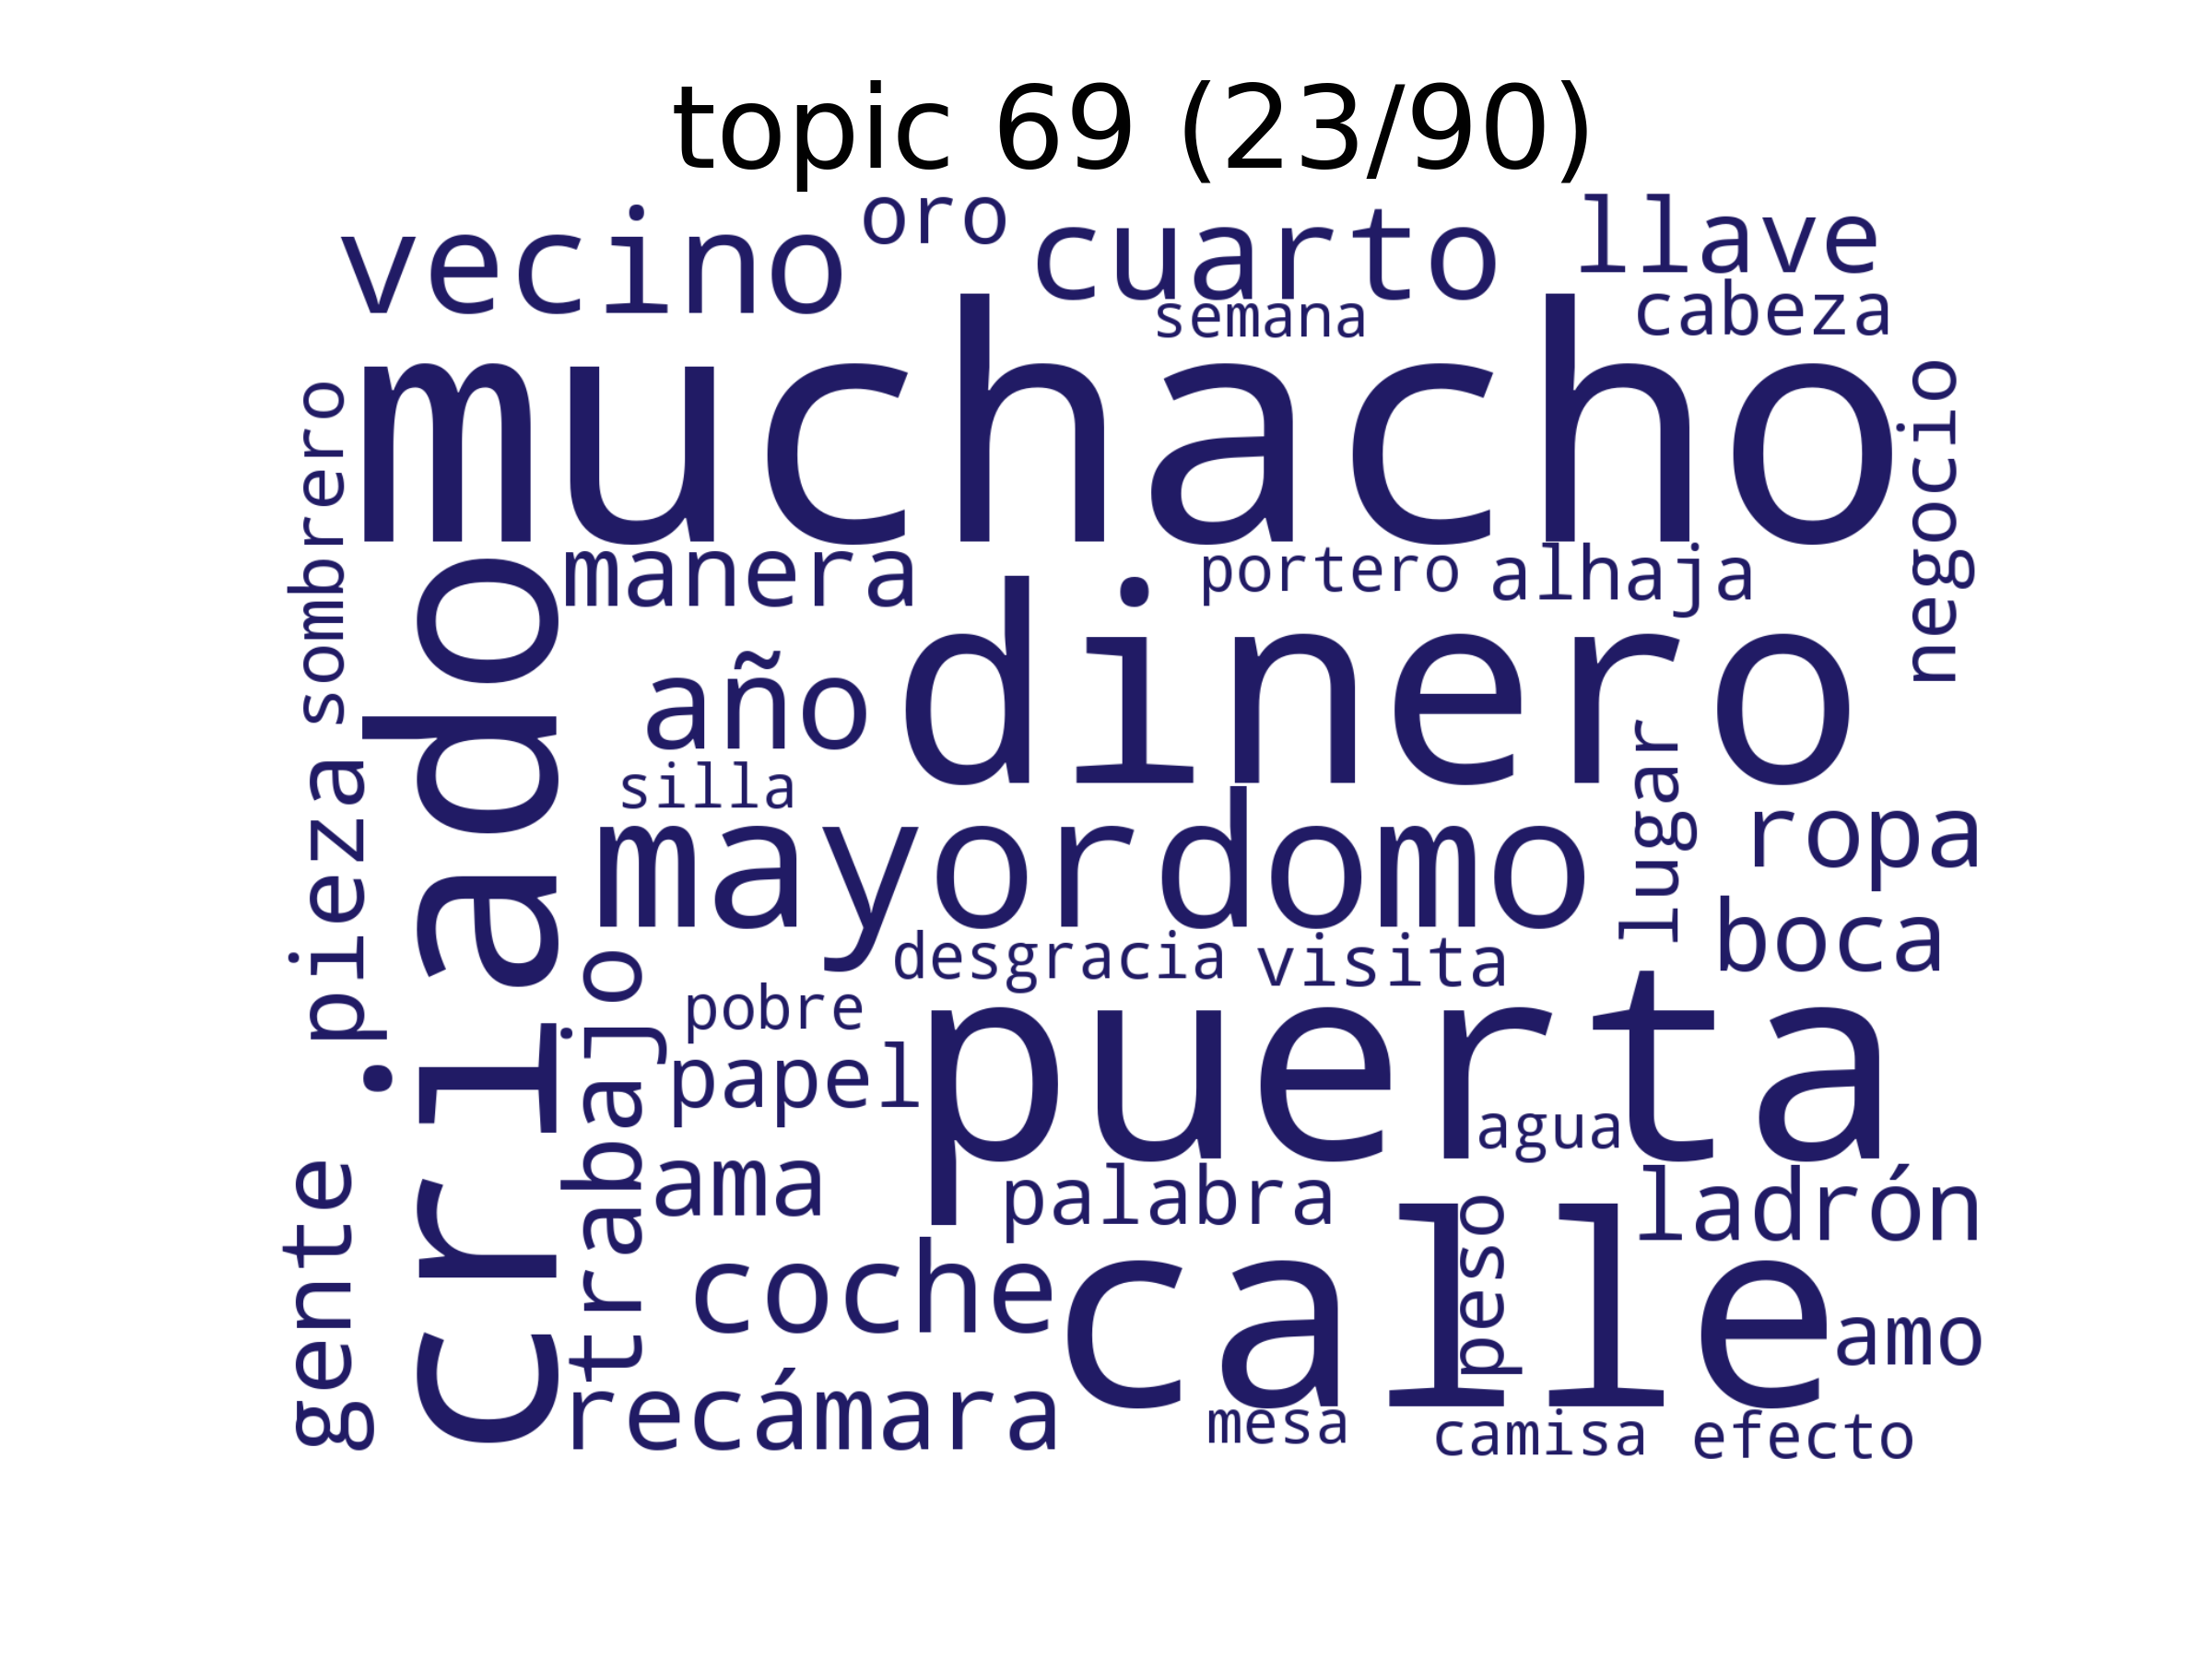 topic 69 (23/90)
vecino oro cuarto llave
semana cabeza
muchacho
sombrero
negocio
manera portero alhaja
criado
año dinero
silla
pieza
mayordomo lugar ropa
desgracia visita boca
pobre
trabajo
papel puerta
agua
gente
ama palabra ladrón
coche calle peso amo
recámara mesa camisa efecto